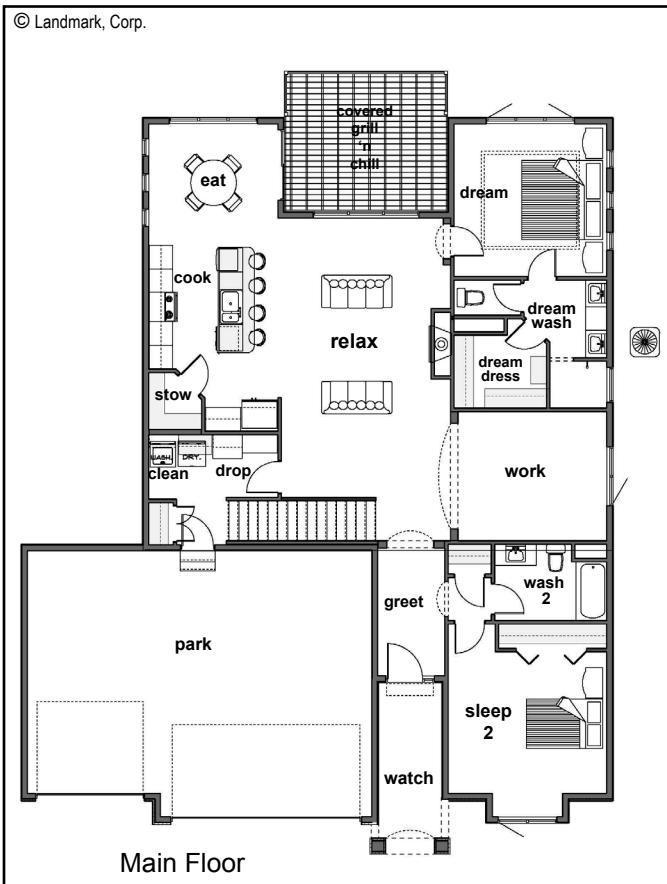 © Landmark, Corp.
covered
grill
'n
chill
eat
dream
cook
dream
wash
relax
dream
dress
stow
WASH.
DRY.
clean
drop
work
wash
2
greet
park
sleep
2
watch
Main Floor